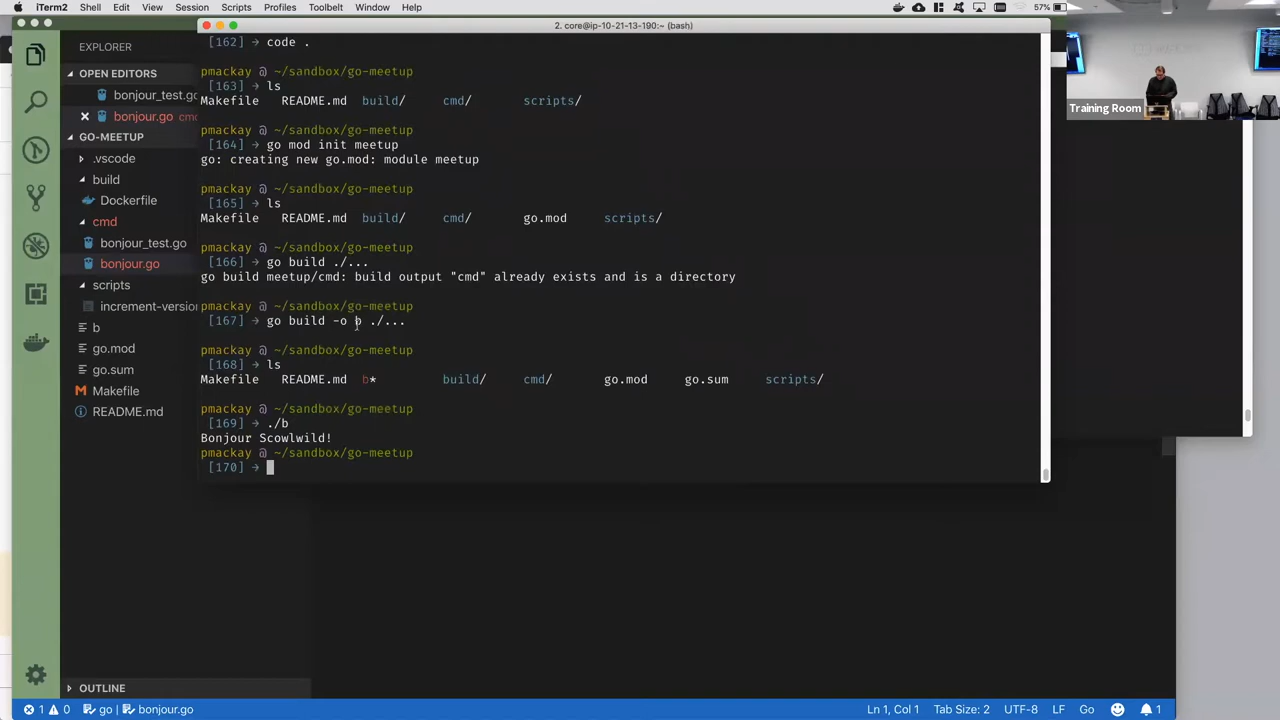 iTerm2 Shell Edit View Session Scripts Profiles Toolbelt Window Help 57%
2. core@ip-10-21-13-190:~ (bash)
EXPLORER
OPEN EDITORS
bonjour_test.go
bonjour.go cmd
GO-MEETUP
.vscode
build
Dockerfile
cmd
bonjour_test.go
bonjour.go
scripts
increment-version
b
go.mod
go.sum
Makefile
README.md
OUTLINE
[162] → code .
pmackay @ ~/sandbox/go-meetup
[163] → ls
Makefile README.md build/ cmd/ scripts/
pmackay @ ~/sandbox/go-meetup
[164] → go mod init meetup
go: creating new go.mod: module meetup
pmackay @ ~/sandbox/go-meetup
[165] → ls
Makefile README.md build/ cmd/ go.mod scripts/
pmackay @ ~/sandbox/go-meetup
[166] → go build ./...
go build meetup/cmd: build output "cmd" already exists and is a directory
pmackay @ ~/sandbox/go-meetup
[167] → go build -o b ./...
pmackay @ ~/sandbox/go-meetup
[168] → ls
Makefile README.md b* build/ cmd/ go.mod go.sum scripts/
pmackay @ ~/sandbox/go-meetup
[169] → ./b
Bonjour Scowlwild!
pmackay @ ~/sandbox/go-meetup
[170] →
Training Room
1 0 go | bonjour.go Ln 1, Col 1 Tab Size: 2 UTF-8 LF Go 1